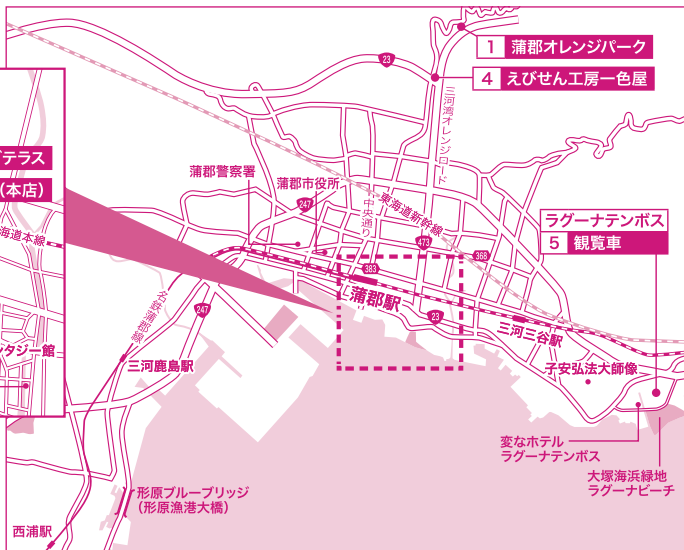 1 蒲郡オレンジパーク
23
4 えびせん工房一色屋
三河湾オレンジロード
テラス
(本店)
海道本線
タジー館
蒲郡警察署
蒲郡市役所
247
中央通り
東海道新幹線
473
368
383
蒲郡駅
23
ラグーナテンボス
5 観覧車
名鉄蒲郡線
247
三河鹿島駅
三河三谷駅
子安弘法大師像
変なホテル
ラグーナテンボス
大塚海浜緑地
ラグーナビーチ
形原ブルーブリッジ
(形原漁港大橋)
西浦駅